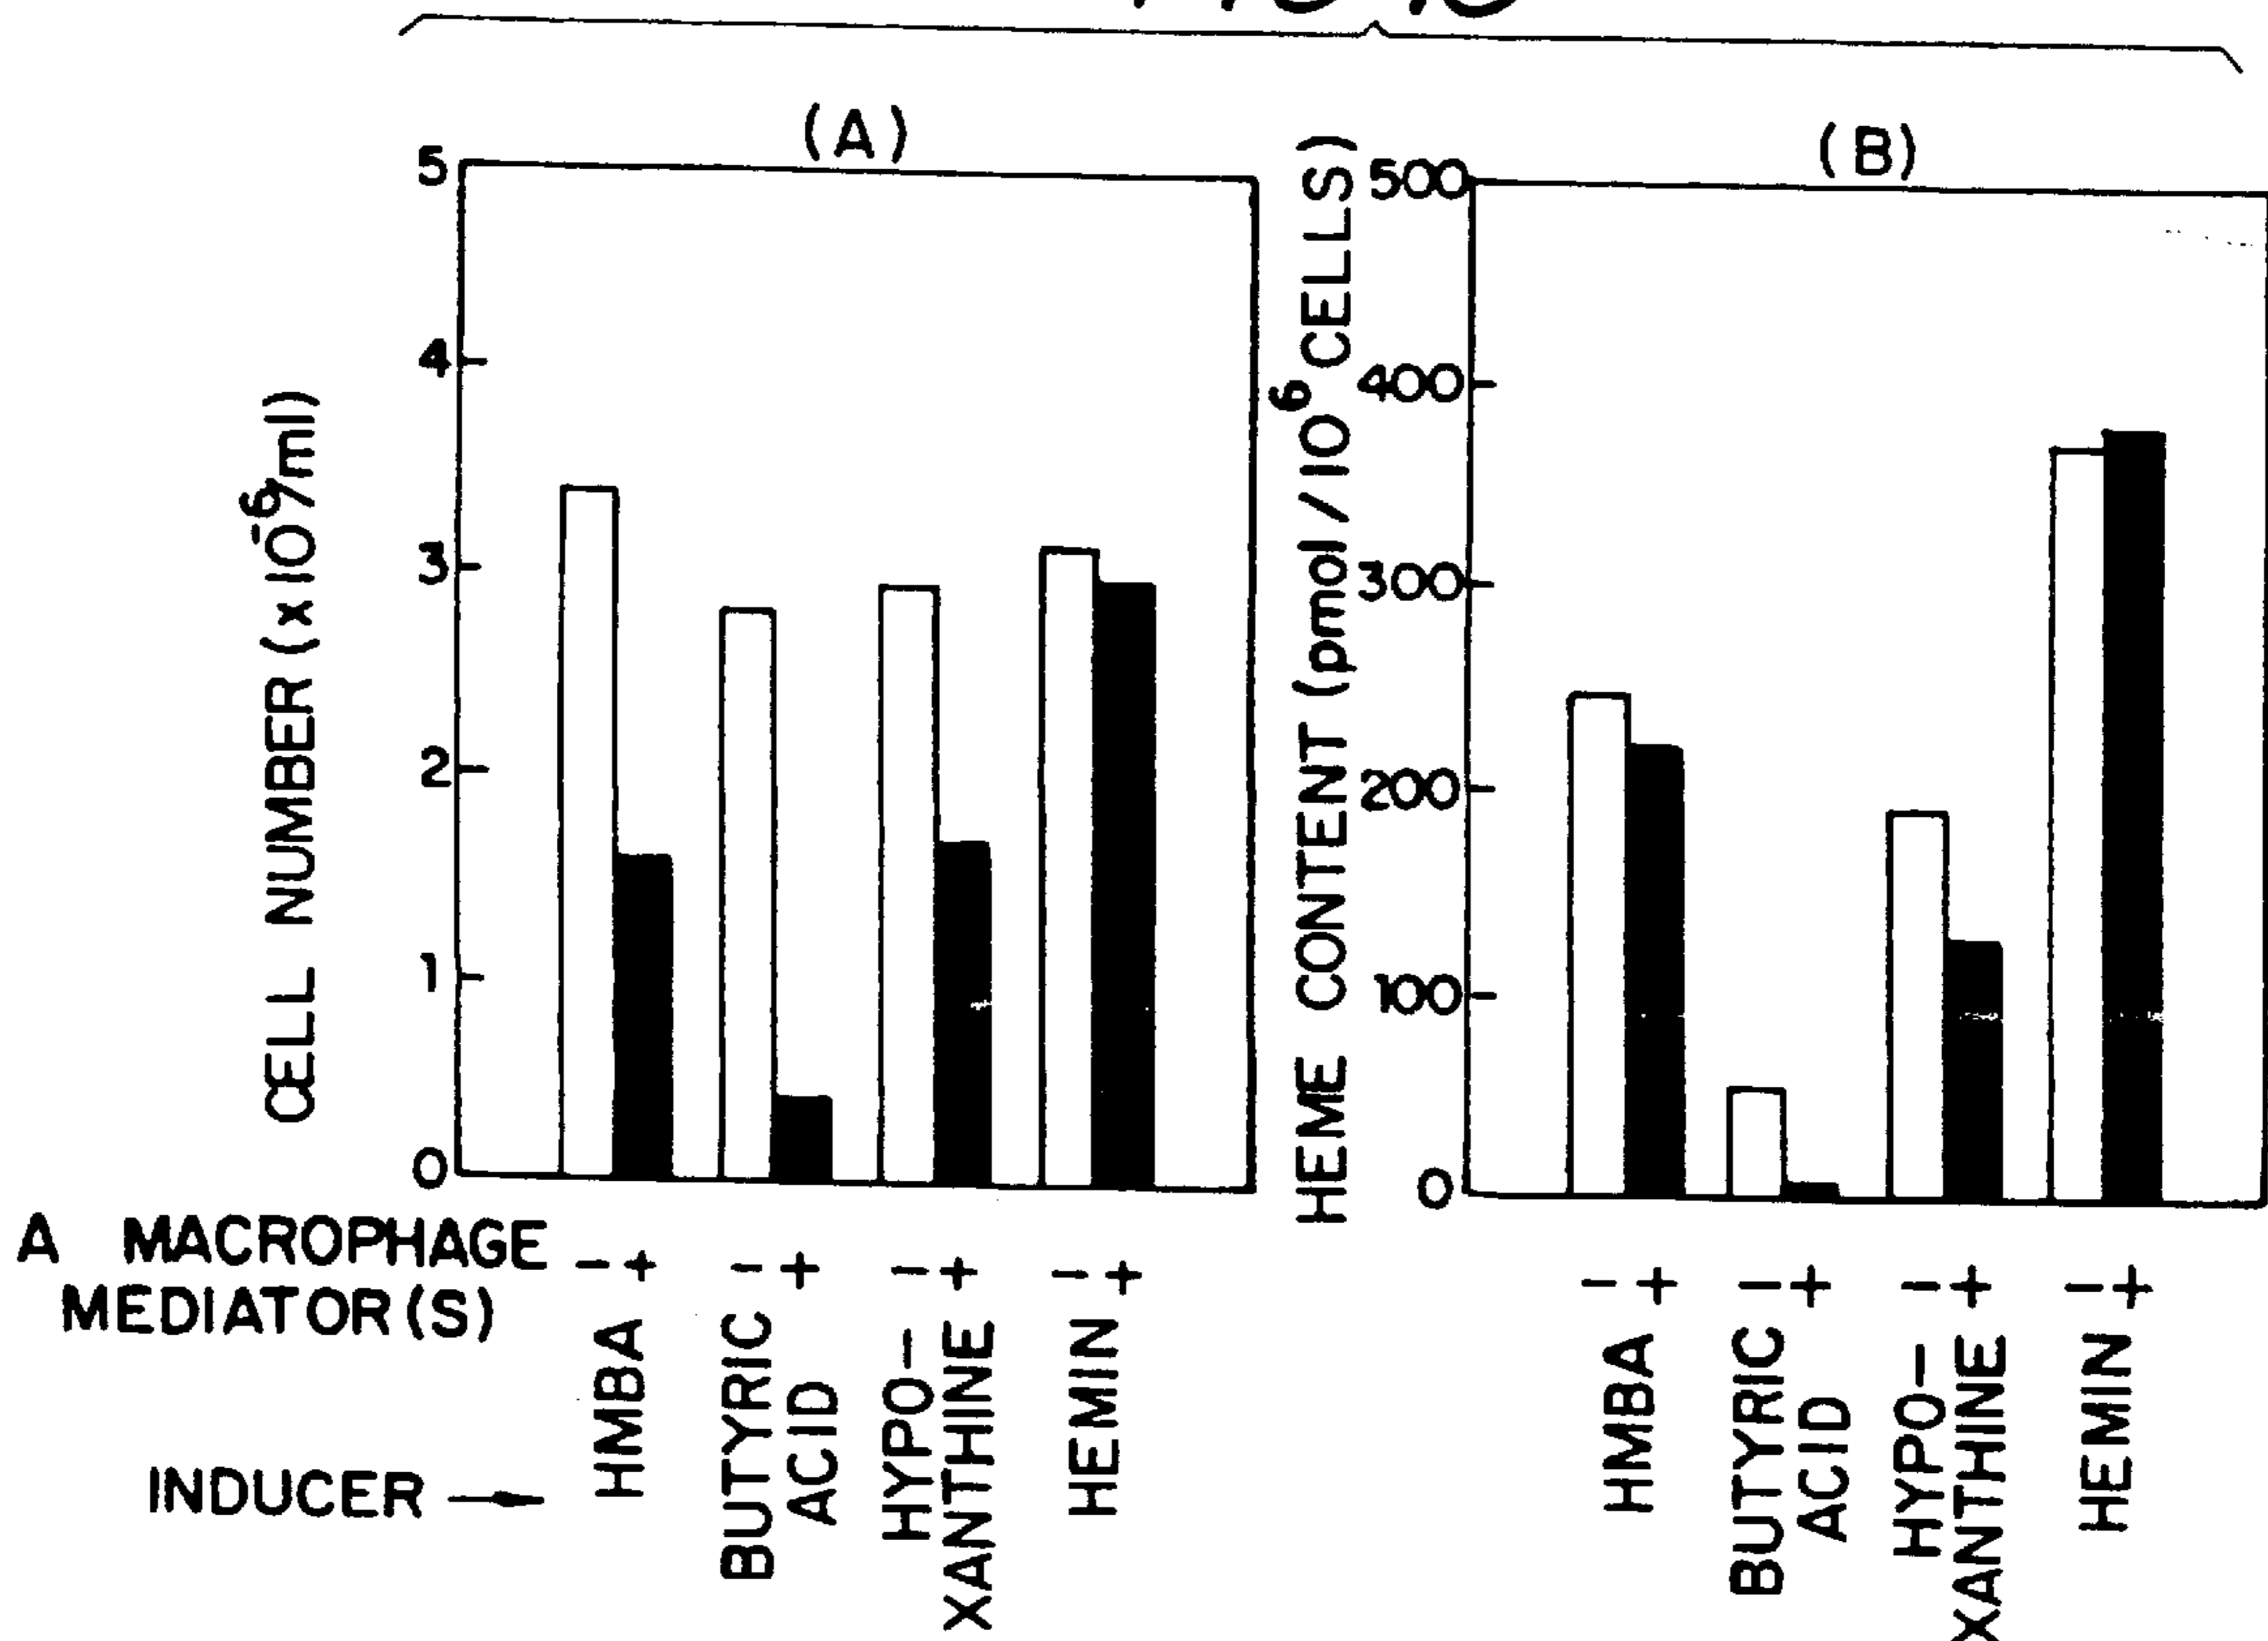 (A)
5
4
3
2
1
0
CELL NUMBER (x10⁻⁶/ml)
(B)
500
400
300
200
100
0
HEME CONTENT (pmol/10⁶ CELLS)
A MACROPHAGE - + - + - + - + - + - + - + - +
MEDIATOR(S)
INDUCER
HMBA
BUTYRIC
ACID
HYPO-
XANTHINE
HEMIN
HMBA
BUTYRIC
ACID
HYPO-
XANTHINE
HEMIN